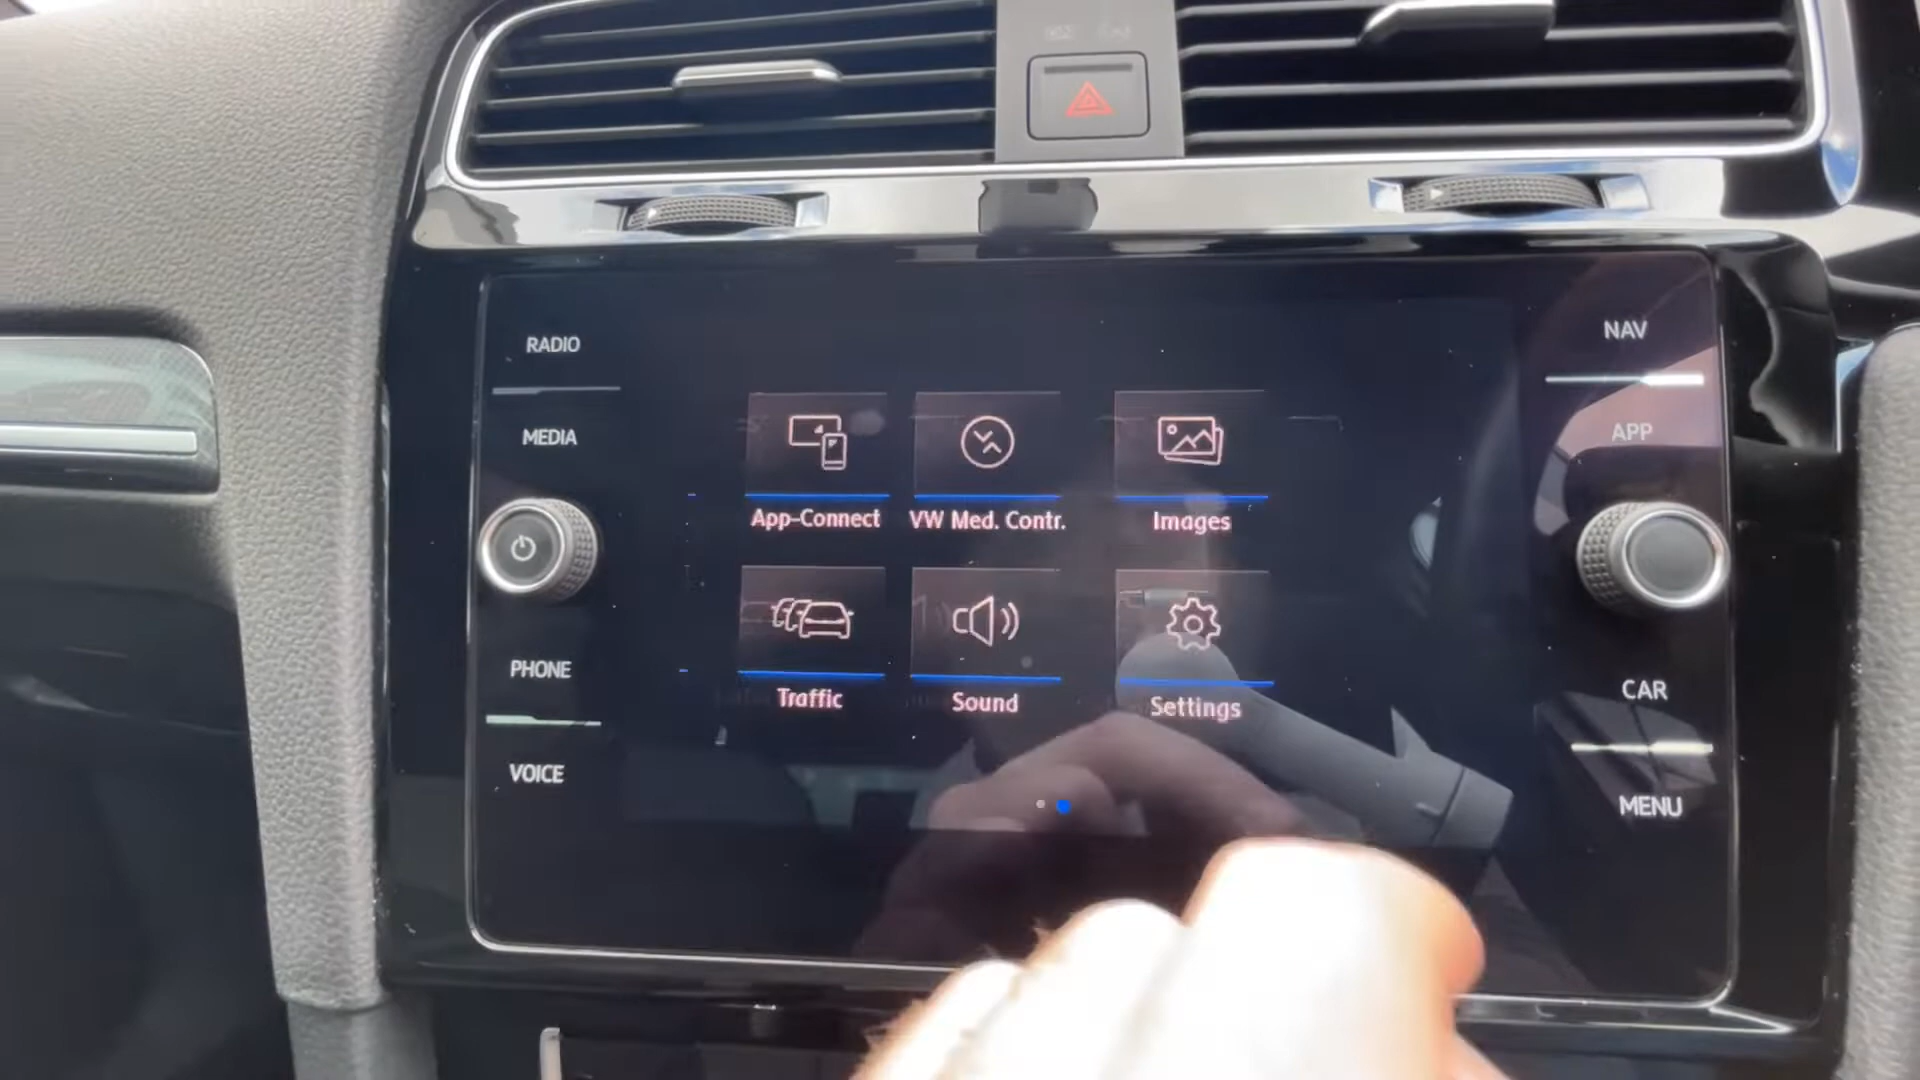 RADIO
MEDIA
PHONE
VOICE
App-Connect
VW Med. Contr.
Images
Traffic
Sound
Settings
NAV
APP
CAR
MENU